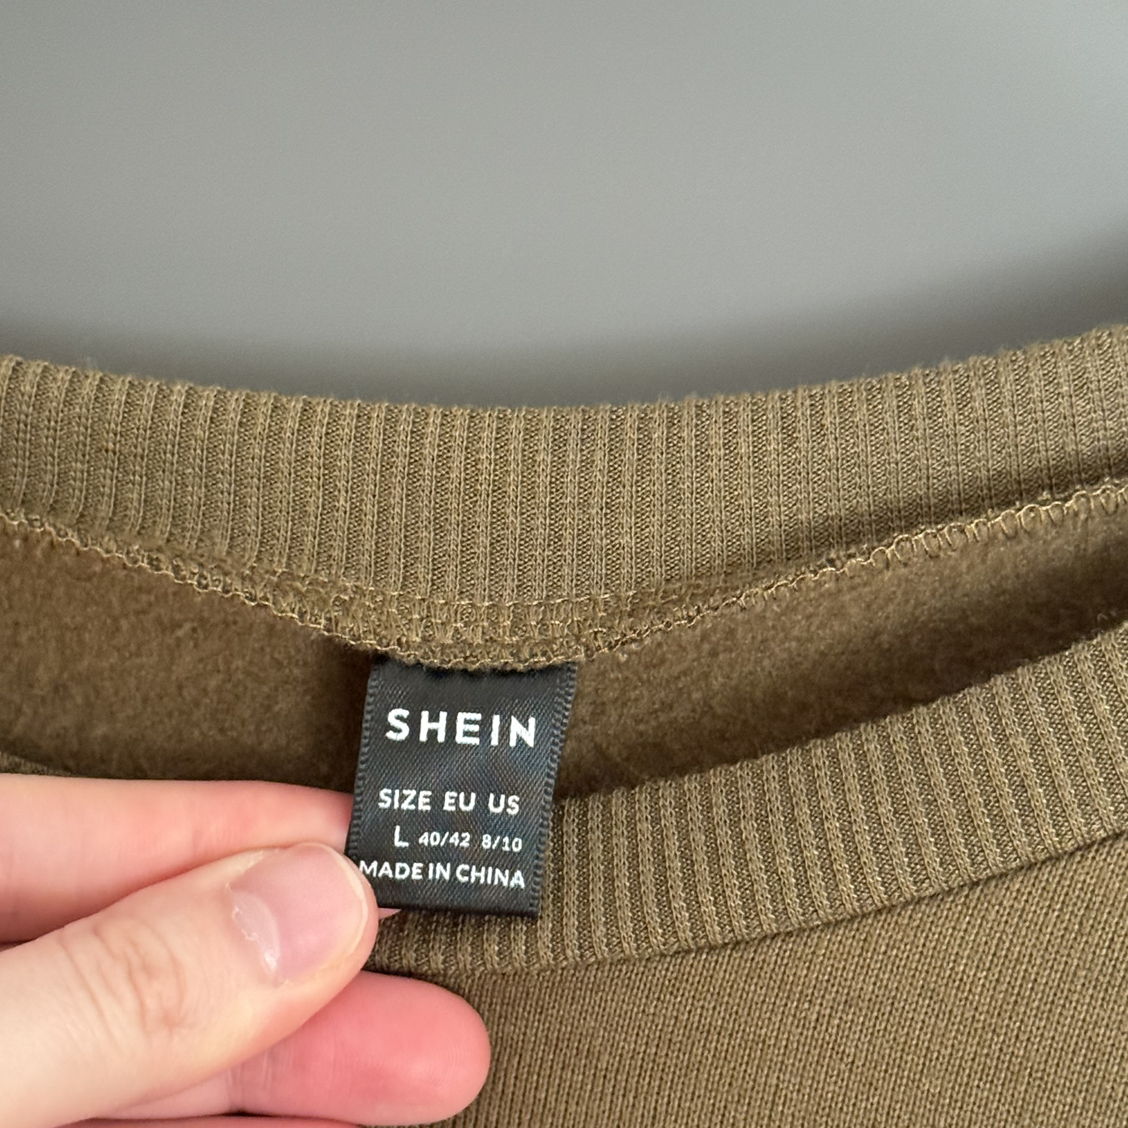 SHEIN
SIZE EU US
L 40/42 8/10
MADE IN CHINA